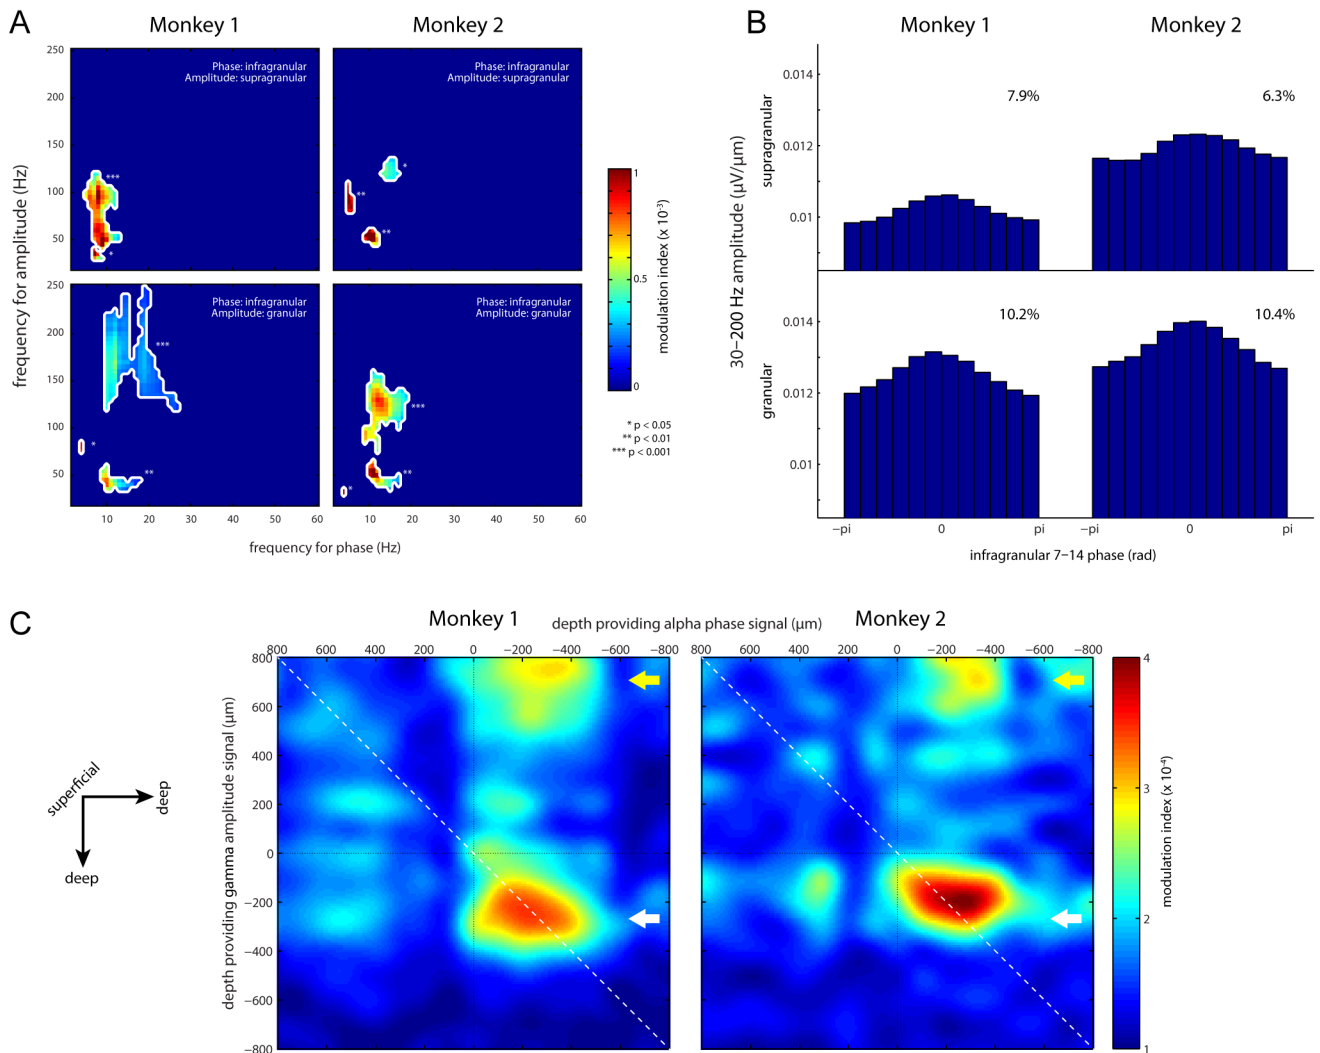 A
Monkey 1
Monkey 2
250
200
150
100
50
Phase: infragranular
Amplitude: supragranular
***
*
Phase: infragranular
Amplitude: supragranular
*
**
**
250
200
150
100
50
Phase: infragranular
Amplitude: granular
***
*
**
Phase: infragranular
Amplitude: granular
***
**
*
10 20 30 40 50 60
10 20 30 40 50 60
frequency for amplitude (Hz)
frequency for phase (Hz)
1
0.5
0
modulation index (x 10⁻³)
* p < 0.05
** p < 0.01
*** p < 0.001
B
Monkey 1
Monkey 2
30–200 Hz amplitude (µV/µm)
supragranular
0.014
0.012
0.01
7.9%
6.3%
granular
0.014
0.012
0.01
10.2%
10.4%
−pi 0 pi
−pi 0 pi
infragranular 7–14 phase (rad)
C
Monkey 1
depth providing alpha phase signal (µm)
Monkey 2
800 600 400 200 0 −200 −400 −600 −800
800 600 400 200 0 −200 −400 −600 −800
depth providing gamma amplitude signal (µm)
800
600
400
200
0
−200
−400
−600
−800
superficial
deep
deep
4
3
2
1
modulation index (x 10⁻⁴)